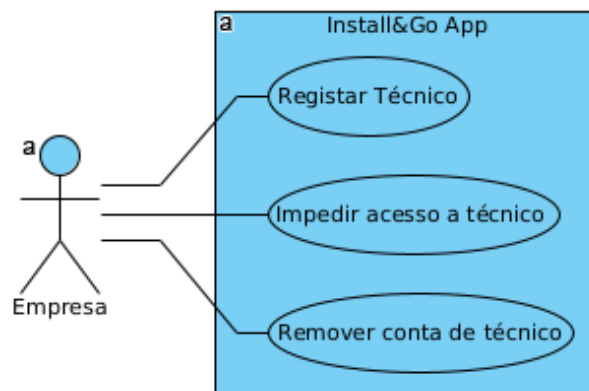 a
Install&Go App
Registar Técnico
a
Impedir acesso a técnico
Empresa
Remover conta de técnico